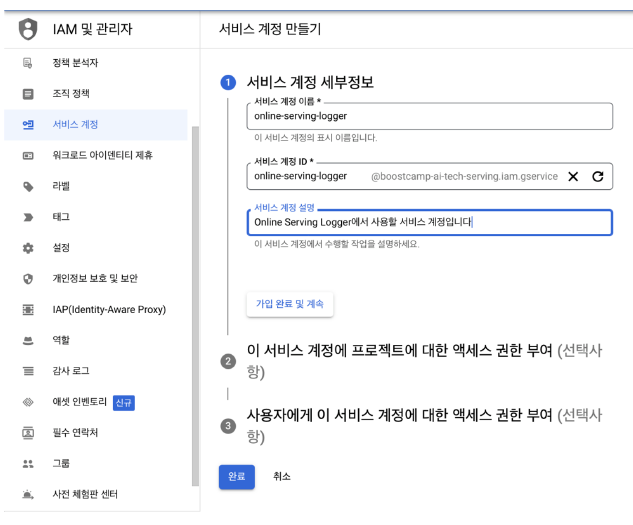 IAM 및 관리자
정책 분석자
조직 정책
서비스 계정
워크로드 아이덴티티 제휴
라벨
태그
설정
개인정보 보호 및 보안
IAP(Identity-Aware Proxy)
역할
감사 로그
애셋 인벤토리 신규
필수 연락처
그룹
사전 체험판 센터
서비스 계정 만들기
1 서비스 계정 세부정보
서비스 계정 이름 *
online-serving-logger
이 서비스 계정의 표시 이름입니다.
서비스 계정 ID *
online-serving-logger @boostcamp-ai-tech-serving.iam.gservice
서비스 계정 설명
Online Serving Logger에서 사용할 서비스 계정입니다
이 서비스 계정에서 수행할 작업을 설명하세요.
가입 완료 및 계속
2 이 서비스 계정에 프로젝트에 대한 액세스 권한 부여 (선택사
항)
3 사용자에게 이 서비스 계정에 대한 액세스 권한 부여 (선택사
항)
완료 취소